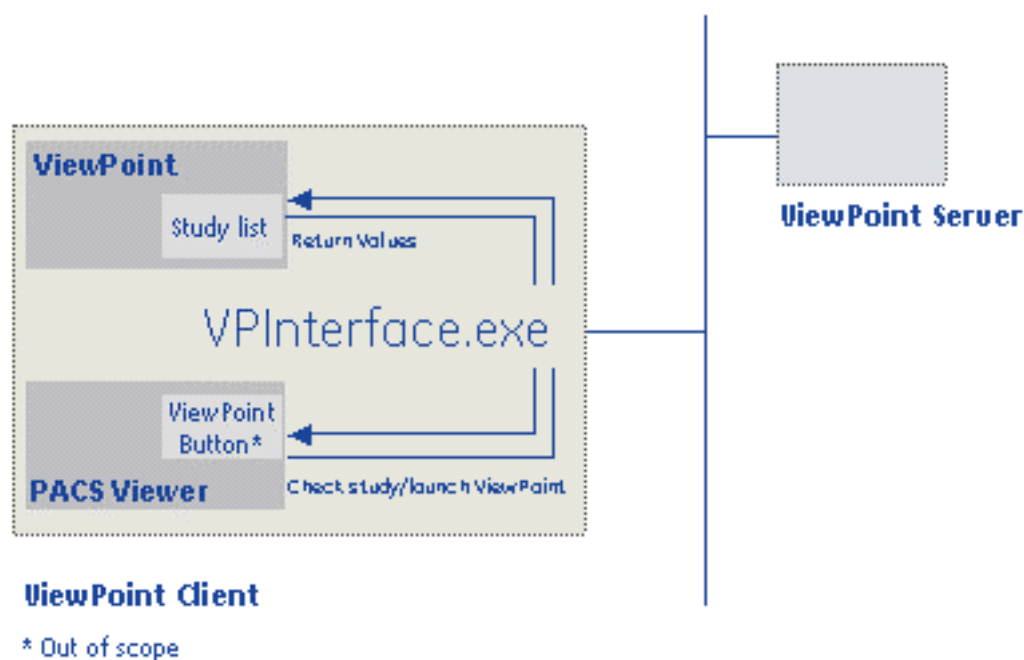 ViewPoint
Study list
Return Values
VPInterface.exe
ViewPoint
Button*
PACS Viewer
Check study/launch ViewPoint
ViewPoint Server
ViewPoint Client
* Out of scope